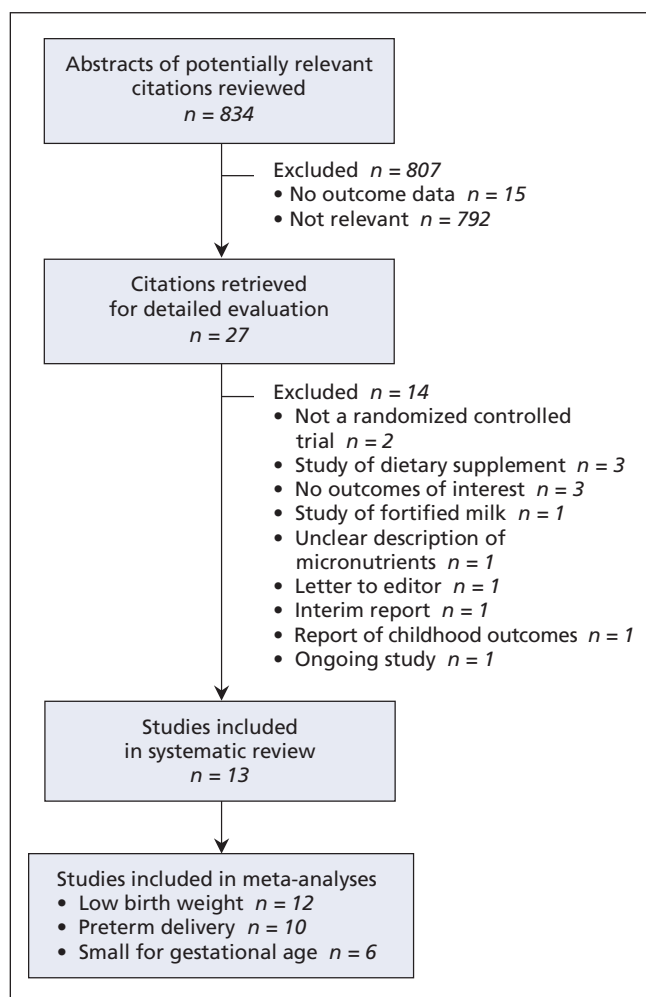 Abstracts of potentially relevant
citations reviewed
n = 834
Excluded n = 807
• No outcome data n = 15
• Not relevant n = 792
Citations retrieved
for detailed evaluation
n = 27
Excluded n = 14
• Not a randomized controlled
trial n = 2
• Study of dietary supplement n = 3
• No outcomes of interest n = 3
• Study of fortified milk n = 1
• Unclear description of
micronutrients n = 1
• Letter to editor n = 1
• Interim report n = 1
• Report of childhood outcomes n = 1
• Ongoing study n = 1
Studies included
in systematic review
n = 13
Studies included in meta-analyses
• Low birth weight n = 12
• Preterm delivery n = 10
• Small for gestational age n = 6